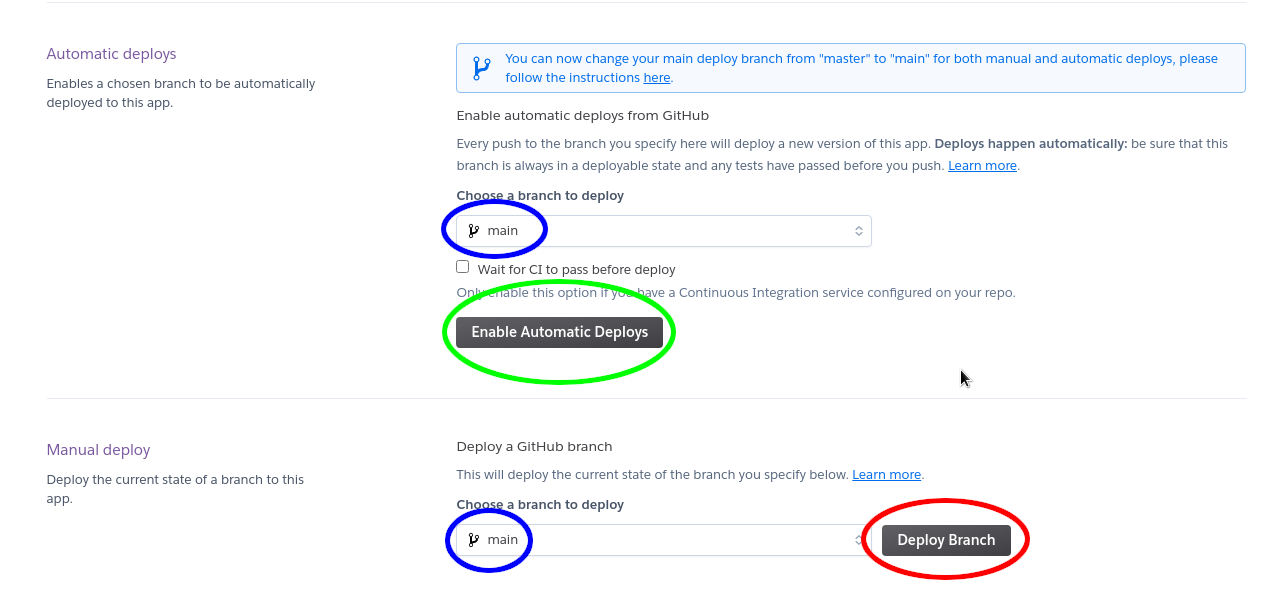 Automatic deploys
Enables a chosen branch to be automatically
deployed to this app.
You can now change your main deploy branch from "master" to "main" for both manual and automatic deploys, please
follow the instructions here.
Enable automatic deploys from GitHub
Every push to the branch you specify here will deploy a new version of this app. Deploys happen automatically: be sure that this
branch is always in a deployable state and any tests have passed before you push. Learn more.
Choose a branch to deploy
main
Wait for CI to pass before deploy
Only enable this option if you have a Continuous Integration service configured on your repo.
Enable Automatic Deploys
Manual deploy
Deploy the current state of a branch to this
app.
Deploy a GitHub branch
This will deploy the current state of the branch you specify below. Learn more.
Choose a branch to deploy
main
Deploy Branch